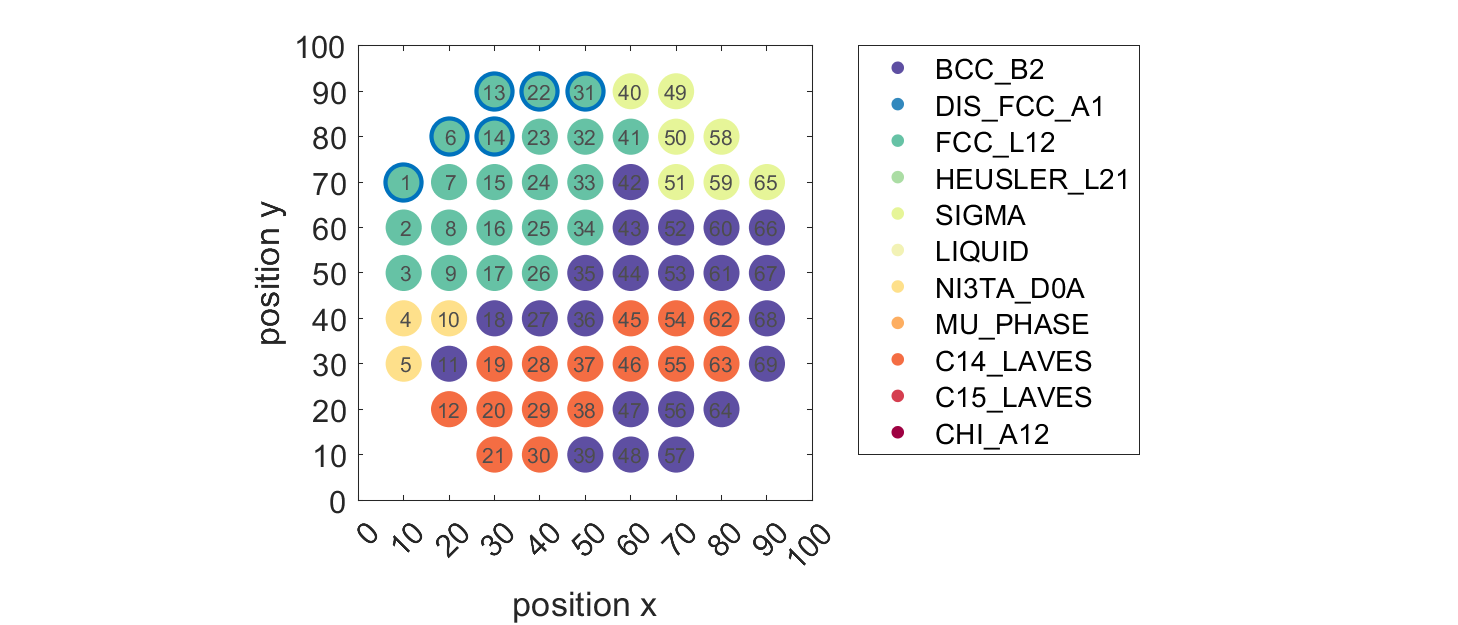 100
90
80
70
60
50
40
30
20
10
0
13 22 31 40 49
6 14 23 32 41 50 58
1 7 15 24 33 42 51 59 65
2 8 16 25 34 43 52 60 66
3 9 17 26 35 44 53 61 67
4 10 18 27 36 45 54 62 68
5 11 19 28 37 46 55 63 69
12 20 29 38 47 56 64
21 30 39 48 57
0 10 20 30 40 50 60 70 80 90 100
position x
position y
BCC_B2
DIS_FCC_A1
FCC_L12
HEUSLER_L21
SIGMA
LIQUID
NI3TA_D0A
MU_PHASE
C14_LAVES
C15_LAVES
CHI_A12